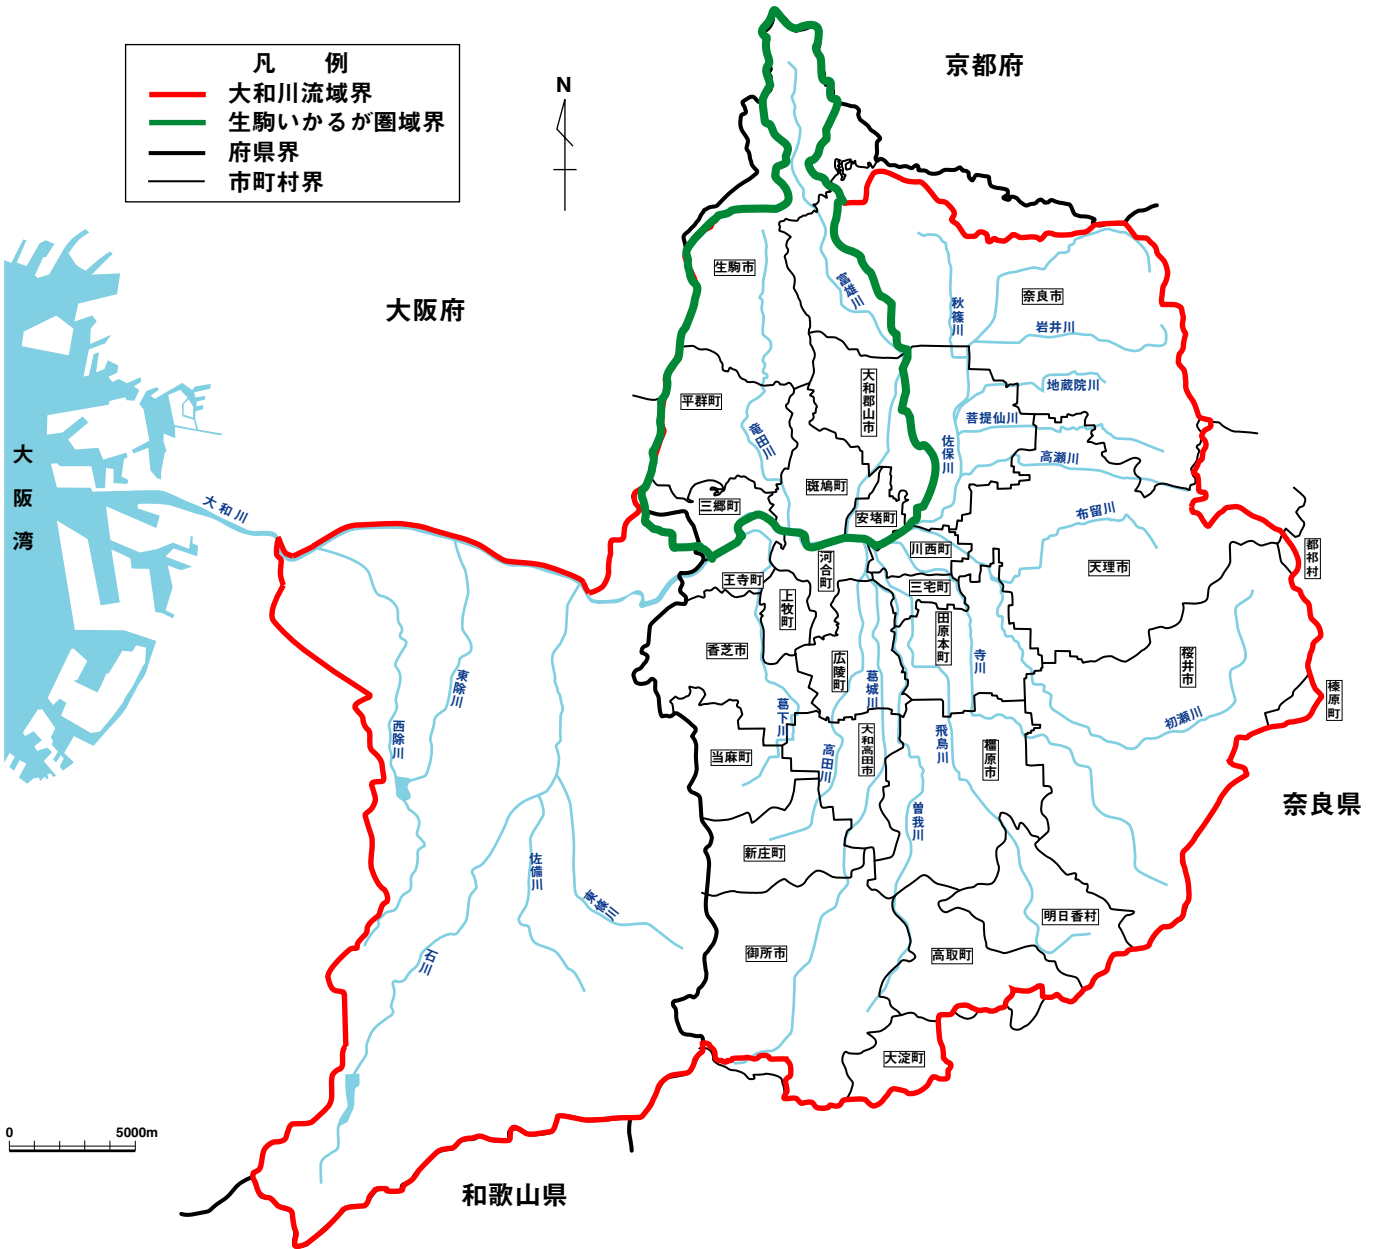 凡　例
大和川流域界
生駒いかるが圏域界
府県界
市町村界
N
京都府
大阪府
奈良県
和歌山県
大阪湾
大和川
生駒市
富雄川
秋篠川
奈良市
岩井川
平群町
大和郡山市
地蔵院川
菩提仙川
竜田川
佐保川
高瀬川
斑鳩町
三郷町
安堵町
布留川
川西町
都祁村
河合町
天理市
王寺町
三宅町
上牧町
田原本町
香芝市
広陵町
寺川
桜井市
東除川
葛城川
榛原町
葛下川
初瀬川
西除川
飛鳥川
当麻町
高田川
大和高田市
橿原市
曽我川
新庄町
佐備川
東條川
明日香村
石川
御所市
高取町
大淀町
0
5000m